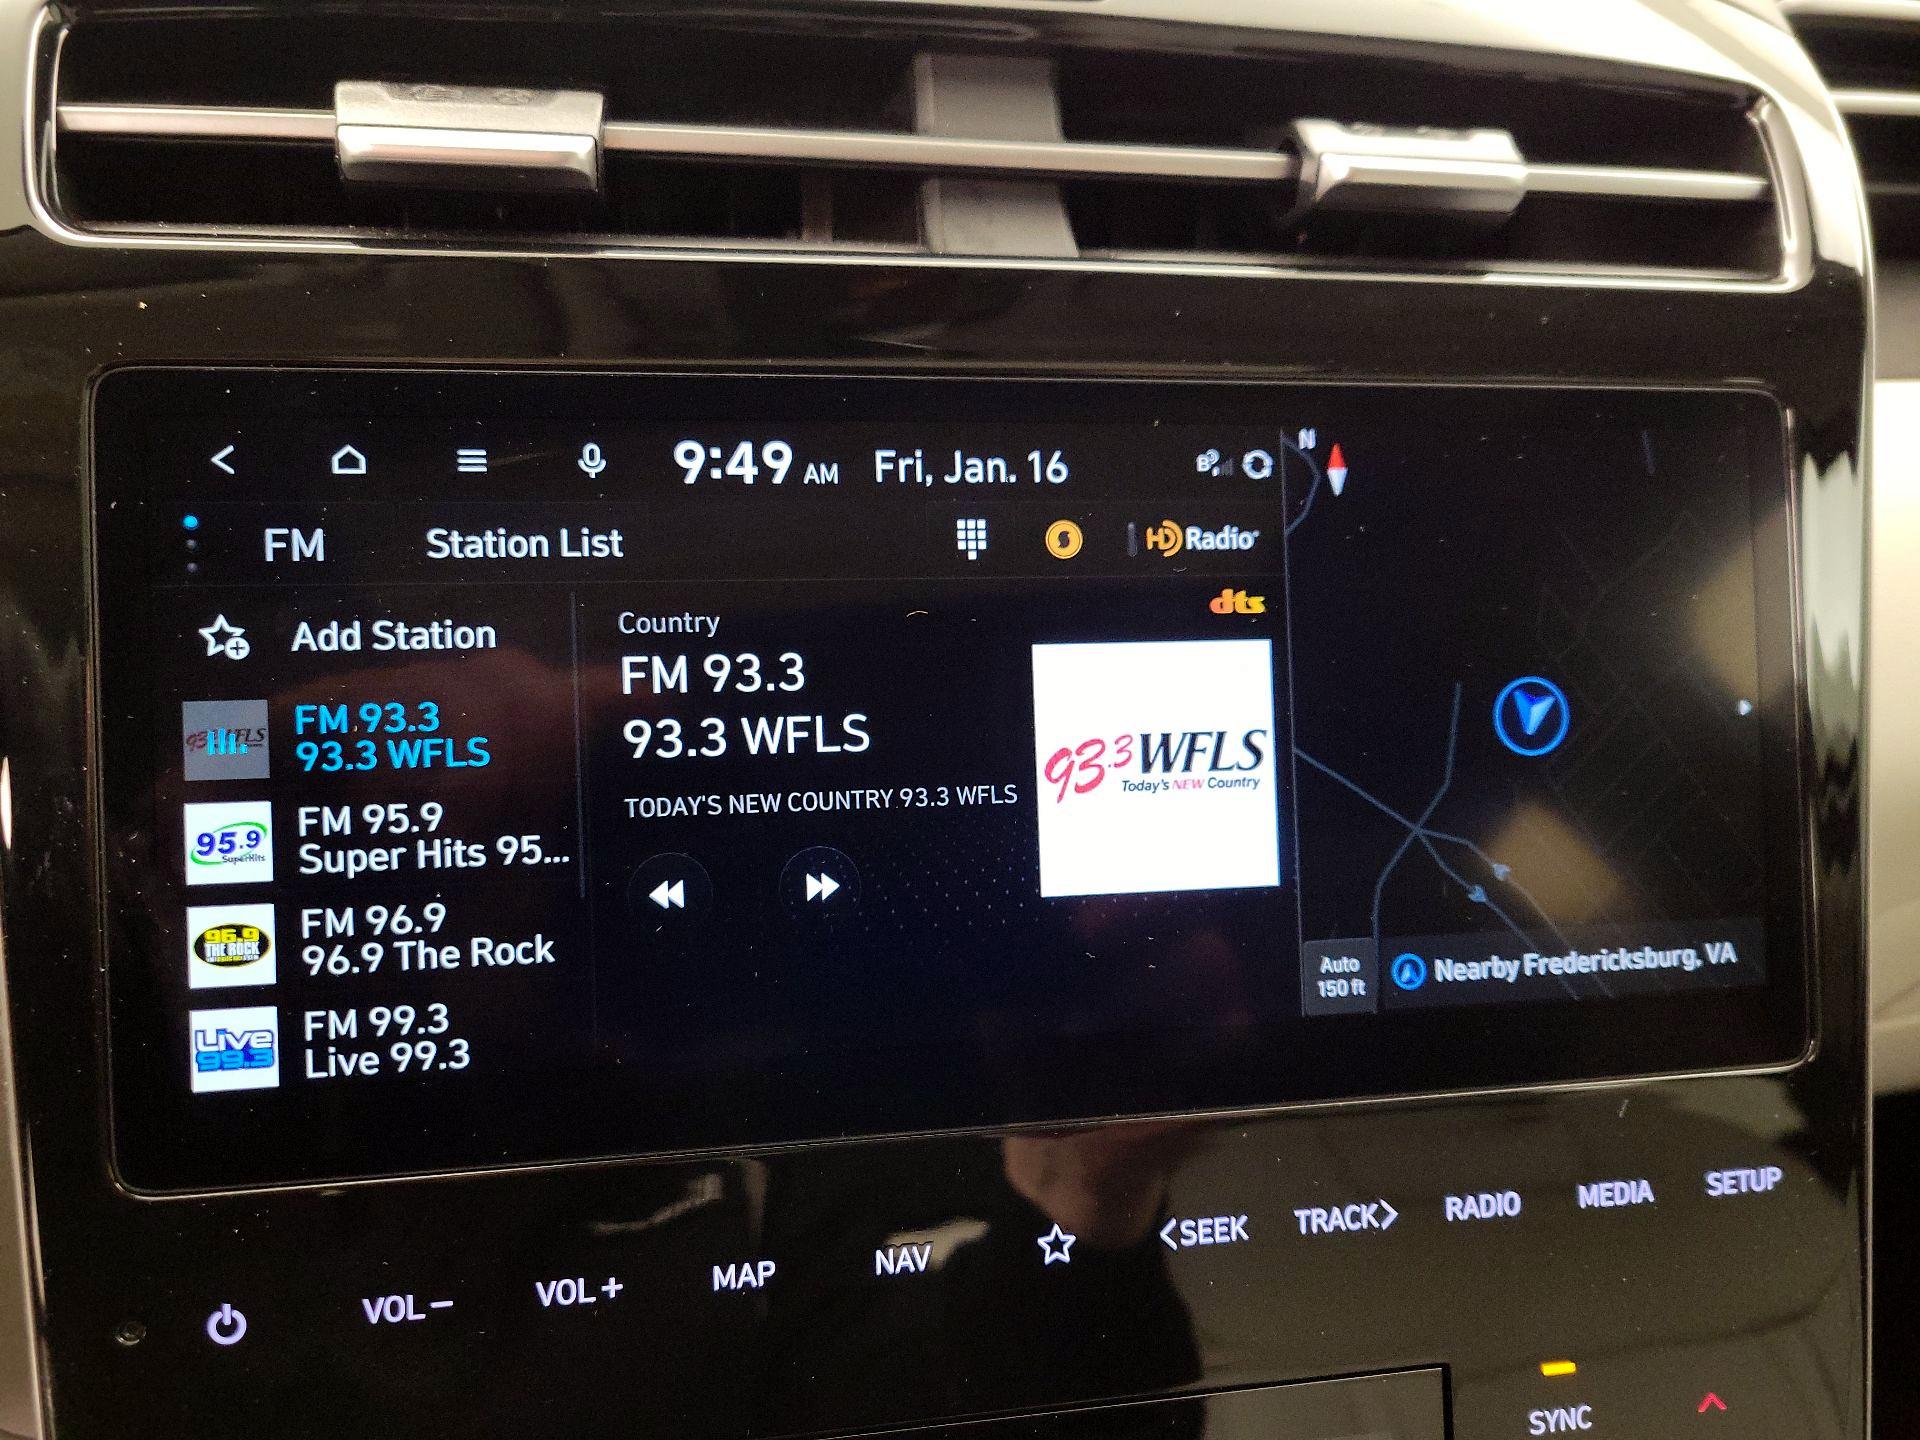 9:49 AM Fri, Jan. 16
N
FM Station List
HD Radio
dts
Add Station
FM 93.3
93.3 WFLS
95.9
SuperHits
FM 95.9
Super Hits 95...
96.9
THE ROCK
FM 96.9
96.9 The Rock
Live
99.3
FM 99.3
Live 99.3
Country
FM 93.3
93.3 WFLS
TODAY'S NEW COUNTRY 93.3 WFLS
93.3 WFLS
Today's NEW Country
Auto
150 ft
Nearby Fredericksburg, VA
VOL− VOL+ MAP NAV <SEEK TRACK> RADIO MEDIA SETUP
SYNC